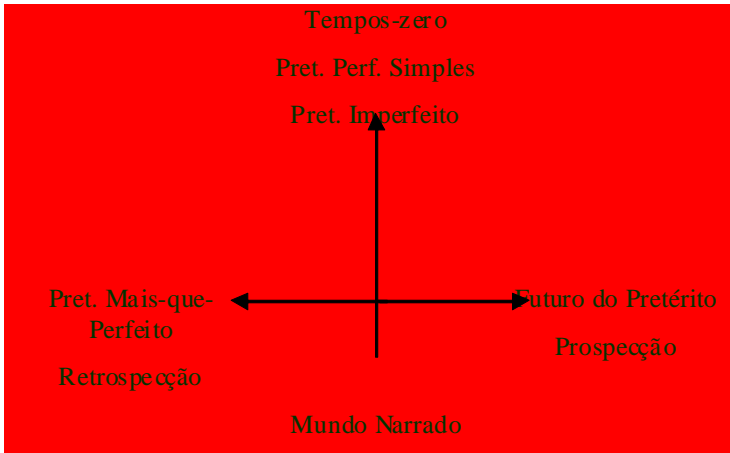 Tempos-zero
Pret. Perf. Simples
Pret. Imperfeito
Pret. Mais-que-
Perfeito
Retrospecção
Futuro do Pretérito
Prospecção
Mundo Narrado